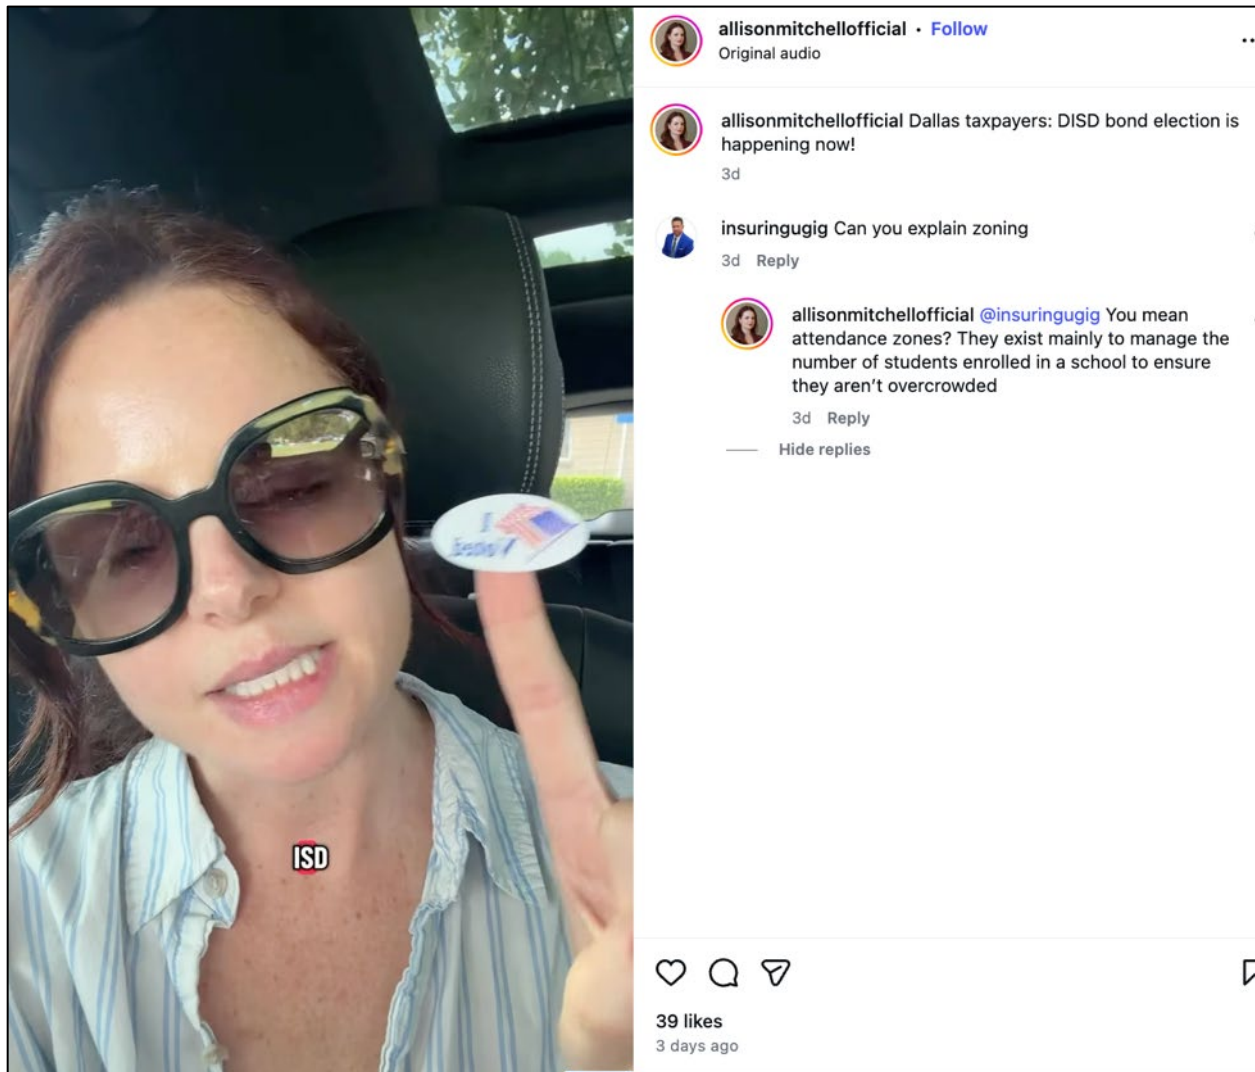 allisonmitchellofficial • Follow
Original audio
allisonmitchellofficial Dallas taxpayers: DISD bond election is
happening now!
3d
insuringugig Can you explain zoning
3d Reply
allisonmitchellofficial @insuringugig You mean
attendance zones? They exist mainly to manage the
number of students enrolled in a school to ensure
they aren't overcrowded
3d Reply
Hide replies
I
Voted
ISD
39 likes
3 days ago